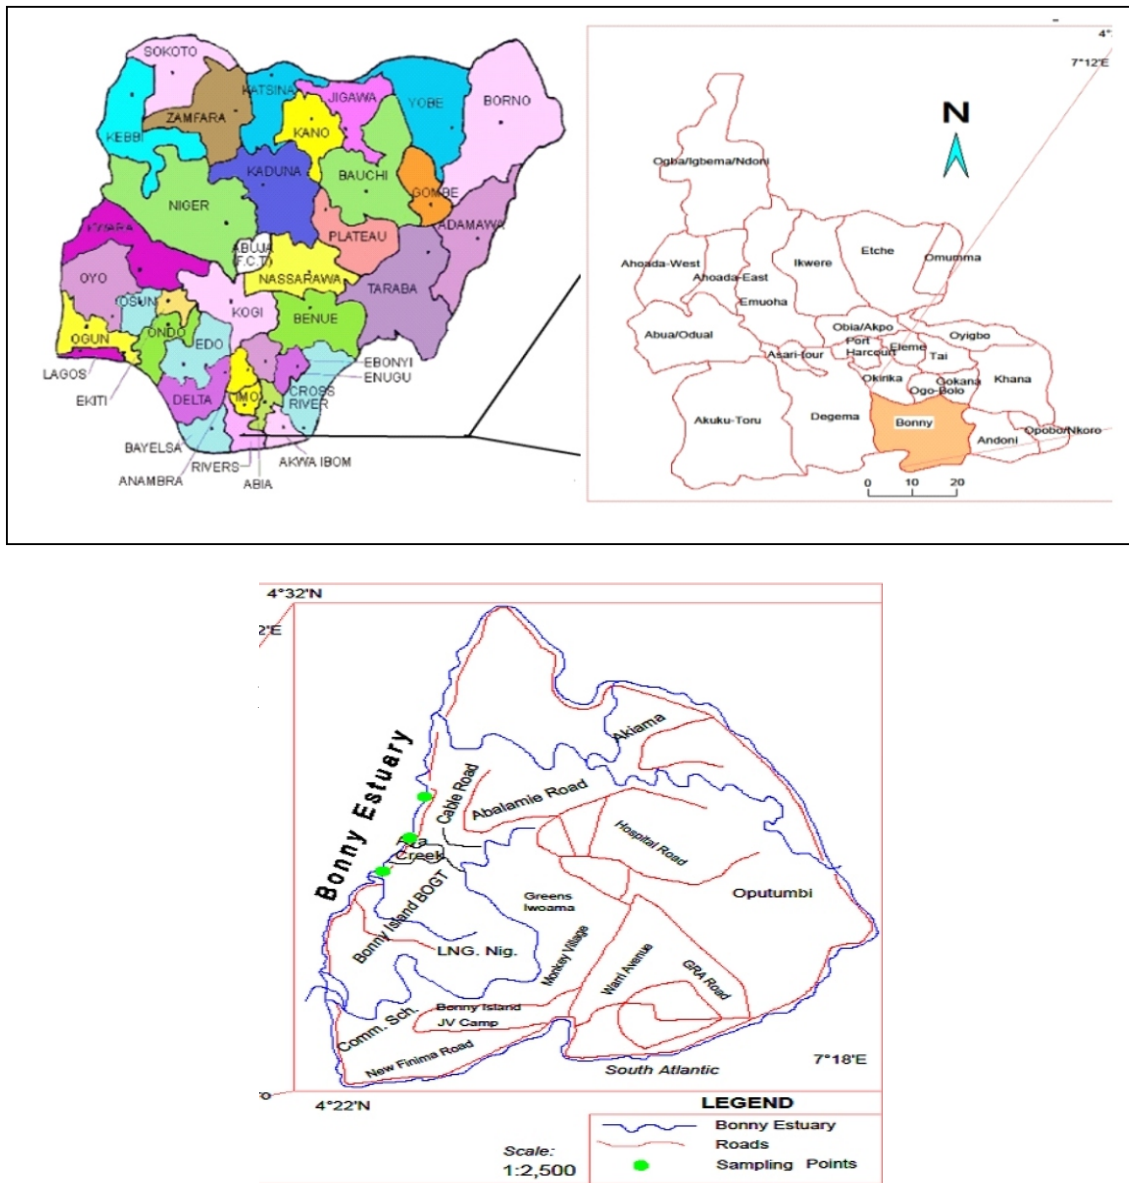 SOKOTO
KATSINA
JIGAWA
YOBE
BORNO
ZAMFARA
KANO
KEBBI
KADUNA
BAUCHI
GOMBE
NIGER
ADAMAWA
KWARA
PLATEAU
ABUJA
(F.C.T)
OYO
NASSARAWA
TARABA
OSUN
KOGI
BENUE
OGUN
ONDO
EDO
EBONYI
LAGOS
ENUGU
EKITI
DELTA
IMO
CROSS
RIVER
BAYELSA
RIVERS
AKWA IBOM
ANAMBRA
ABIA
7°12'E
N
Ogba/Igbema/Ndoni
Etche
Ahoada-West
Ikwere
Omumma
Ahoada-East
Emuoha
Abua/Odual
Obia/Akpo
Oyigbo
Port
Harcourt
Eleme
Asari-tour
Tai
Okirika
Gokana
Khana
Ogo-Bolo
Akuku-Toru
Degema
Bonny
Andoni
Opobo/Nkoro
0 10 20
4°32'N
2'E
Akiama
Bonny Estuary
Cable Road
Abalamie Road
Hospital Road
Creek
Bonny Island BOGT
Greens
Iwoama
Oputumbi
LNG. Nig.
Monkey Village
Warri Avenue
GRA Road
Comm. Sch.
Bonny Island
JV Camp
New Finima Road
7°18'E
South Atlantic
4°22'N
LEGEND
Bonny Estuary
Roads
Sampling Points
Scale:
1:2,500